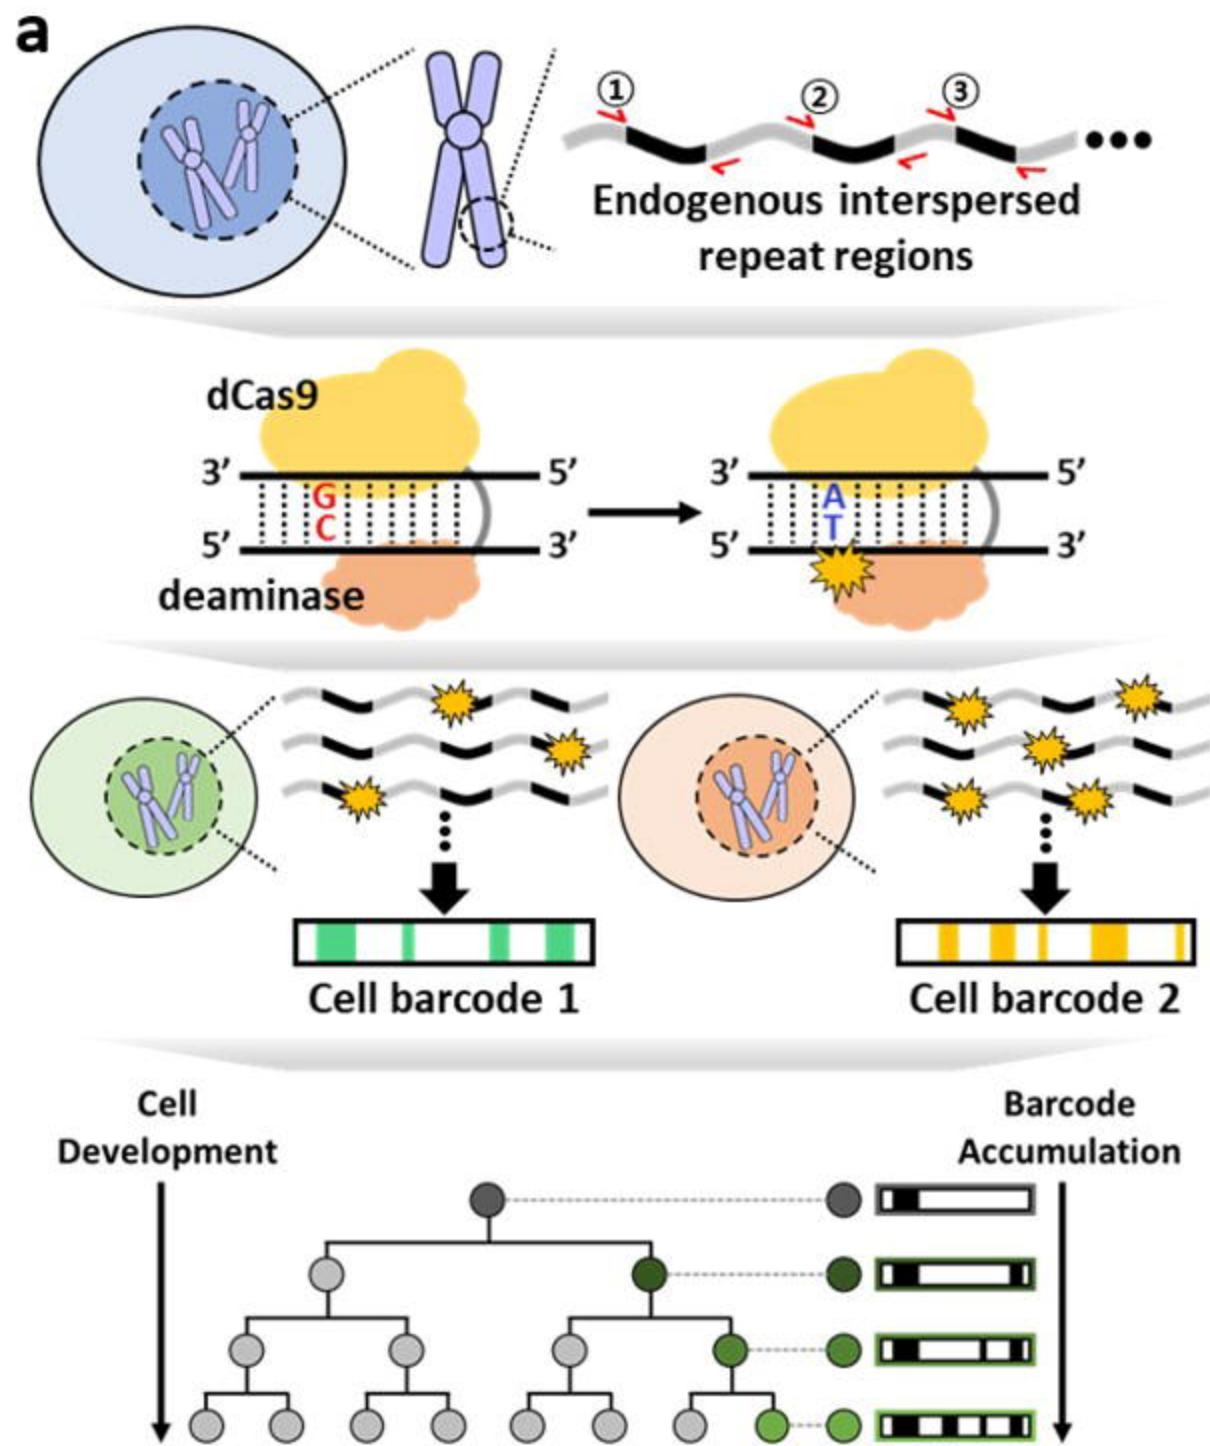 a
① ② ③
Endogenous interspersed
repeat regions
dCas9
3’ 5’ 3’ 5’
G A
C T
5’ 3’ 5’ 3’
deaminase
Cell barcode 1 Cell barcode 2
Cell Barcode
Development Accumulation